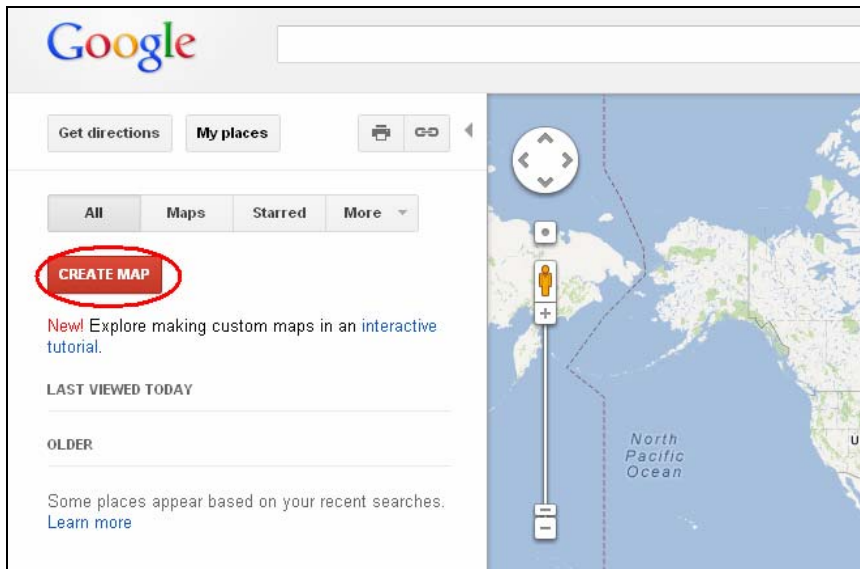 Google
Get directions
My places
All
Maps
Starred
More
CREATE MAP
New! Explore making custom maps in an interactive
tutorial.
LAST VIEWED TODAY
OLDER
Some places appear based on your recent searches.
Learn more
North
Pacific
Ocean
U